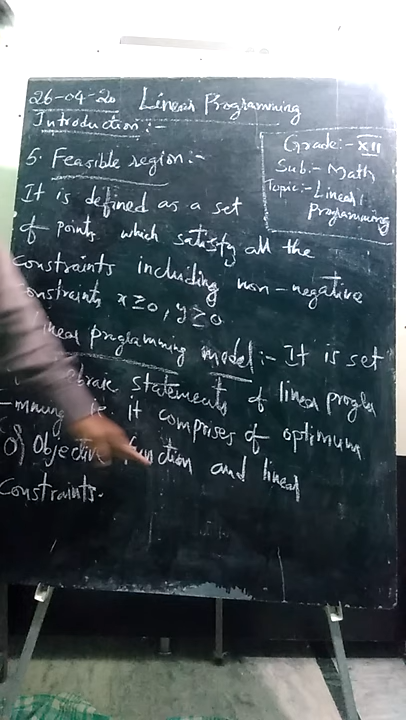 26-04-20 Linear Programming
Introduction:-
Grade:- XII
Sub:- Math
Topic:- Linear
Programming
5. Feasible region:-
It is defined as a set
of points which satisfy all the
Constraints including non-negative
constraints x≥0, y≥0
linear programming model:- It is set
statements of linear progra
-mming i.e. it comprises of optimum
of Objective function and linear
Constraints.